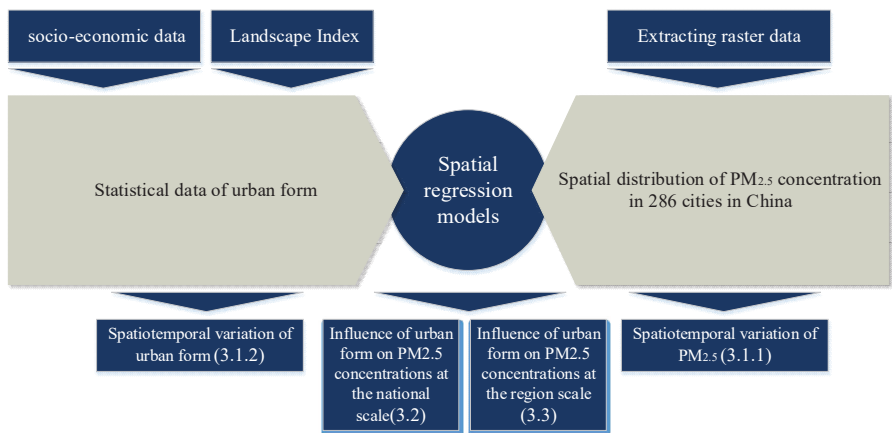 socio-economic data
Landscape Index
Extracting raster data
Statistical data of urban form
Spatial
regression
models
Spatial distribution of PM2.5 concentration
in 286 cities in China
Spatiotemporal variation of
urban form (3.1.2)
Influence of urban
form on PM2.5
concentrations at
the national
scale(3.2)
Influence of urban
form on PM2.5
concentrations at
the region scale
(3.3)
Spatiotemporal variation of
PM2.5 (3.1.1)